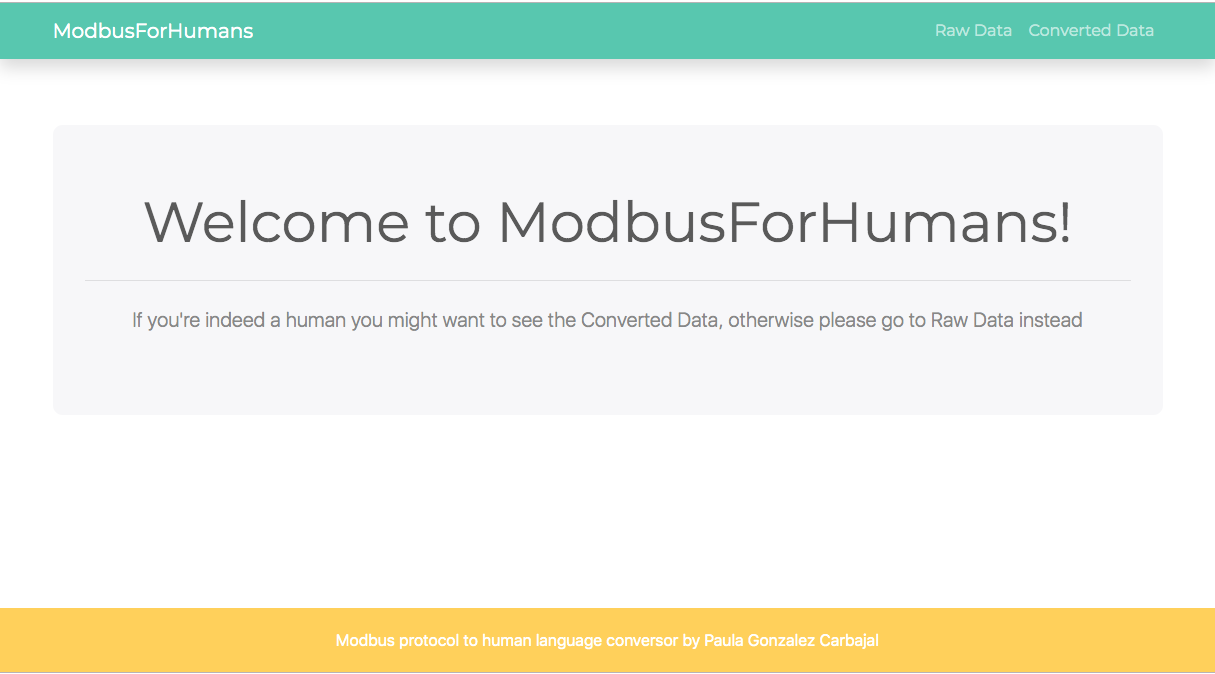 ModbusForHumans
Raw Data
Converted Data
Welcome to ModbusForHumans!
If you're indeed a human you might want to see the Converted Data, otherwise please go to Raw Data instead
Modbus protocol to human language conversor by Paula Gonzalez Carbajal